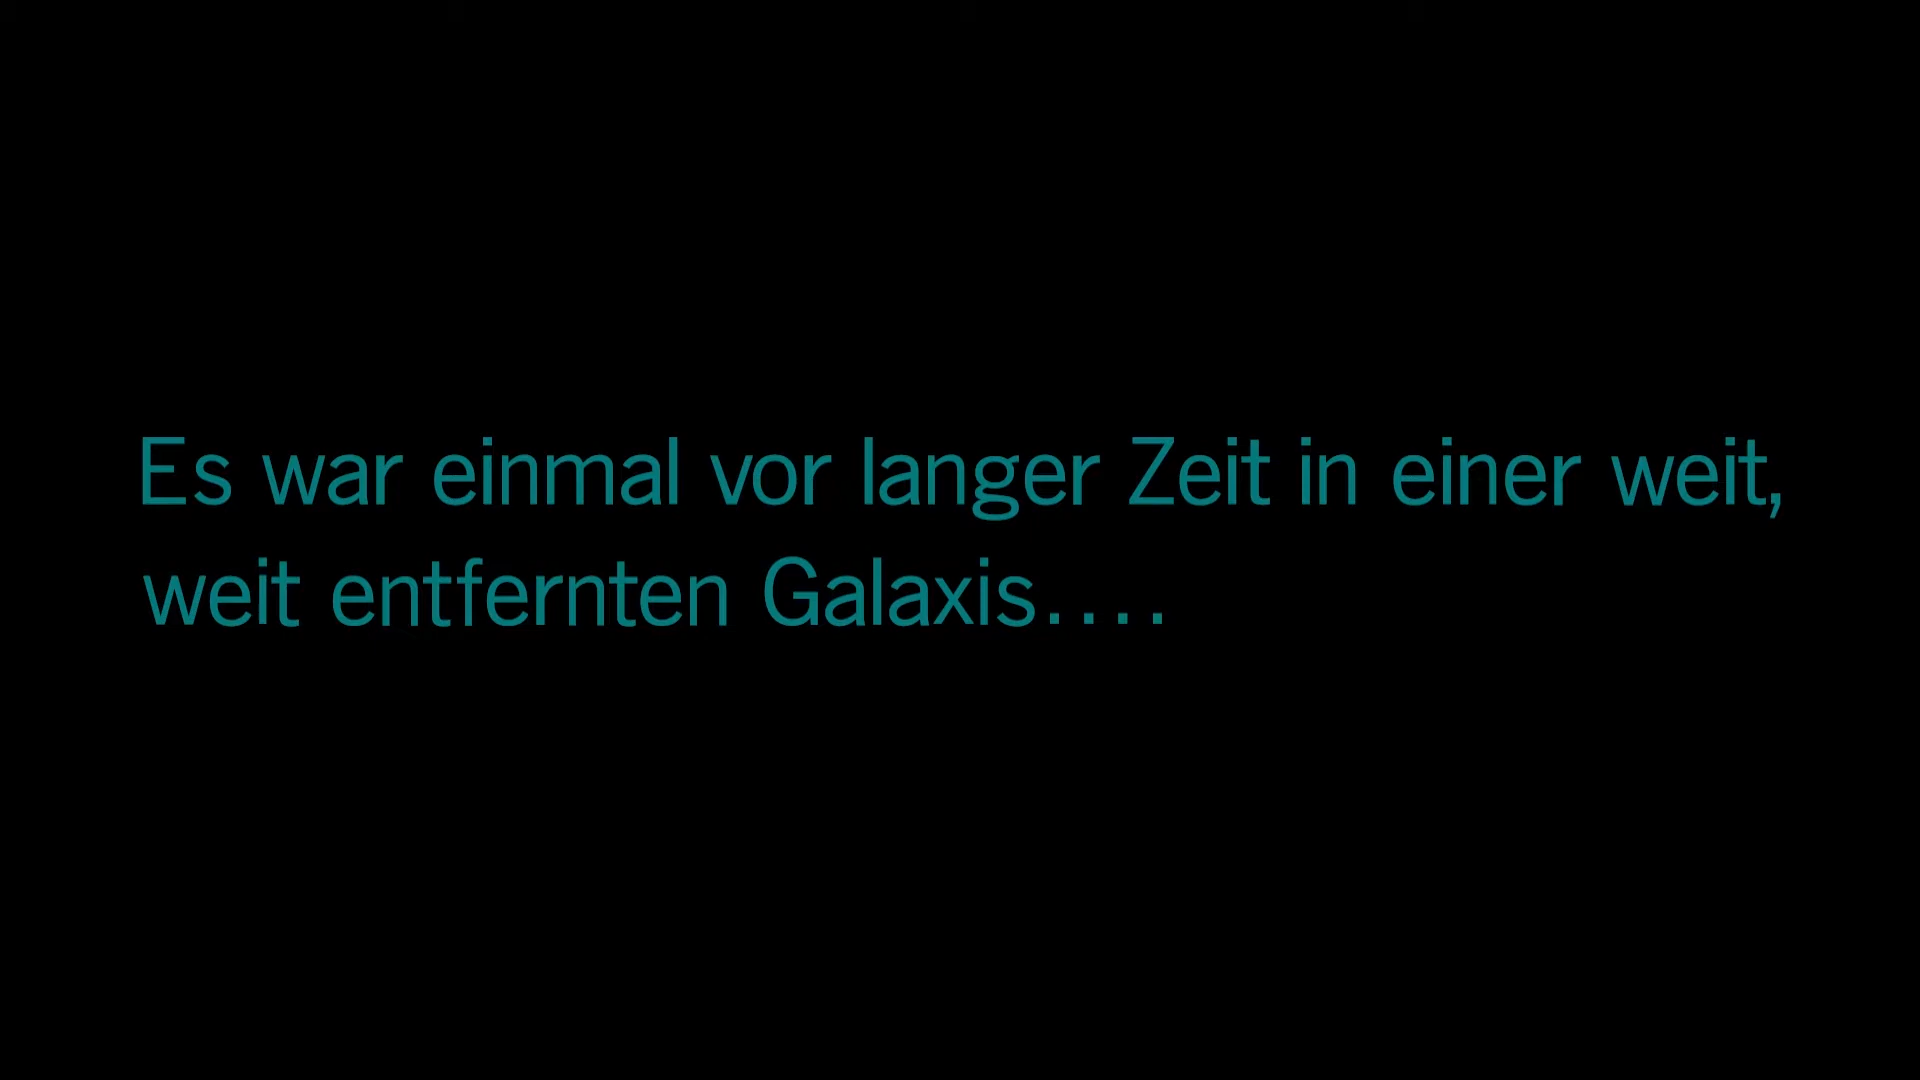 Es war einmal vor langer Zeit in einer weit,
weit entfernten Galaxis....